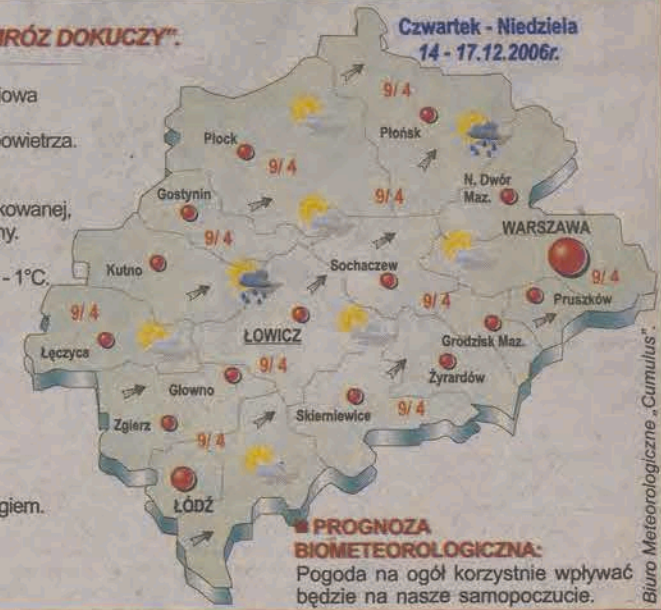 MRÓZ DOKUCZY".
Czwartek - Niedziela
14 - 17.12.2006r.
powietrza.
kowanej,
ny.
- 1°C.
giem.
9/ 4
Płońsk
Płock
9/ 4
N. Dwór
Maz.
Gostynin
9/ 4
WARSZAWA
9/ 4
Kutno
Sochaczew
9/ 4
9/ 4
Pruszków
9/ 4
ŁOWICZ
Grodzisk Maz.
Łęczyca
9/ 4
Żyrardów
Głowno
Skierniewice
9/ 4
Zgierz
9/ 4
ŁÓDŹ
■ PROGNOZA
BIOMETEOROLOGICZNA:
Pogoda na ogół korzystnie wpływać
będzie na nasze samopoczucie.
Biuro Meteorologiczne „Cumulus".